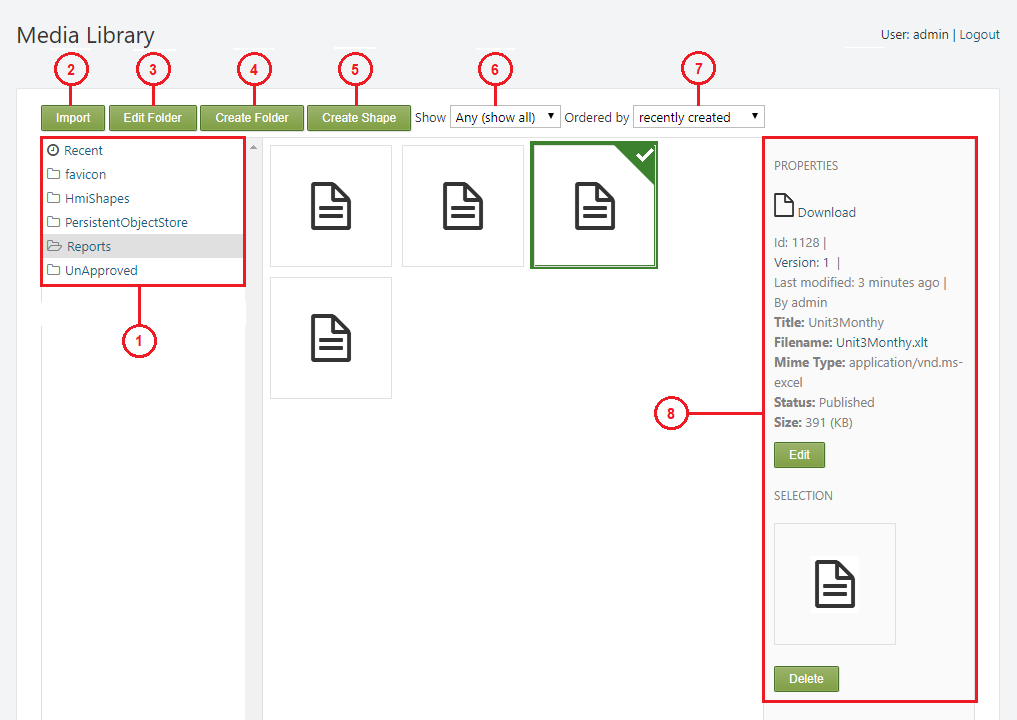 Media Library
User: admin | Logout
2
3
4
5
6
7
Import
Edit Folder
Create Folder
Create Shape
Show
Any (show all)
Ordered by
recently created
Recent
favicon
HmiShapes
PersistentObjectStore
Reports
UnApproved
1
PROPERTIES
Download
Id: 1128 |
Version: 1 |
Last modified: 3 minutes ago |
By admin
Title: Unit3Monthy
Filename: Unit3Monthy.xlt
Mime Type: application/vnd.ms-
excel
Status: Published
Size: 391 (KB)
8
Edit
SELECTION
Delete